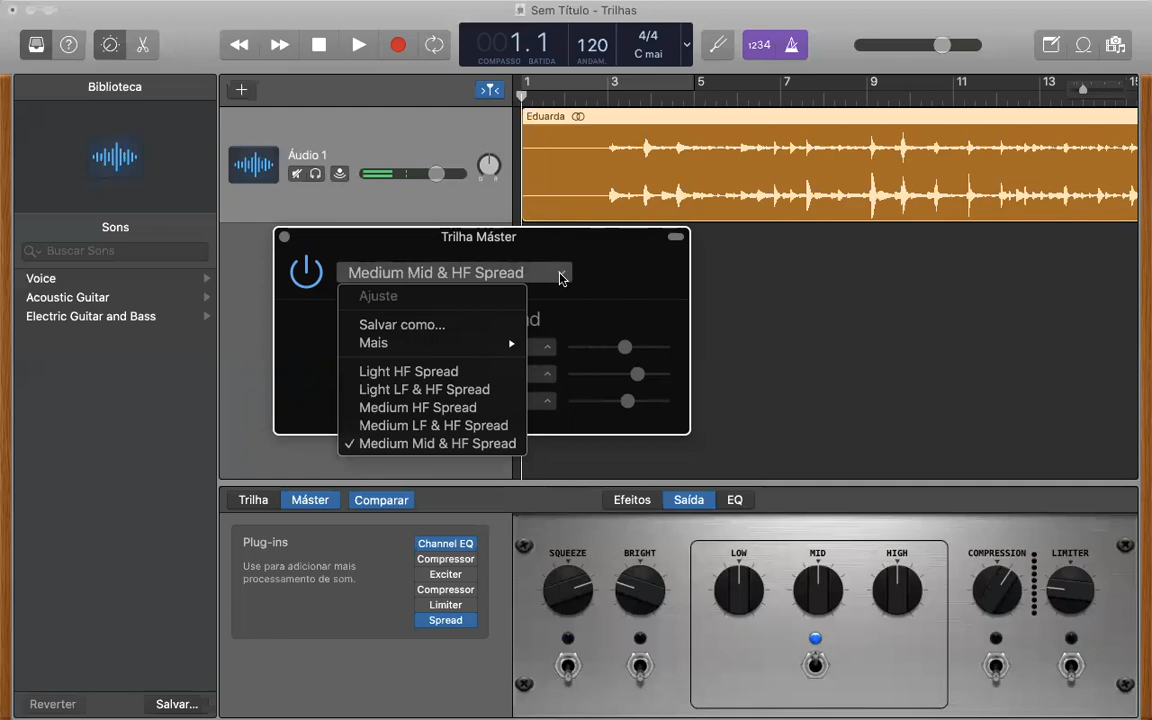 Sem Título - Trilhas
001.1
COMPASSO BATIDA
120
ANDAM.
4/4
C mai
1234
Biblioteca
1 3 5 7 9 11 13 15
Eduarda
Áudio 1
Sons
Buscar Sons
Voice
Acoustic Guitar
Electric Guitar and Bass
Trilha Máster
Medium Mid & HF Spread
Ajuste
Salvar como...
Mais
Light HF Spread
Light LF & HF Spread
Medium HF Spread
Medium LF & HF Spread
✓ Medium Mid & HF Spread
Trilha Máster Comparar
Efeitos Saída EQ
Plug-ins
Use para adicionar mais
processamento de som.
Channel EQ
Compressor
Exciter
Compressor
Limiter
Spread
SQUEEZE BRIGHT LOW MID HIGH COMPRESSION LIMITER
Reverter Salvar...